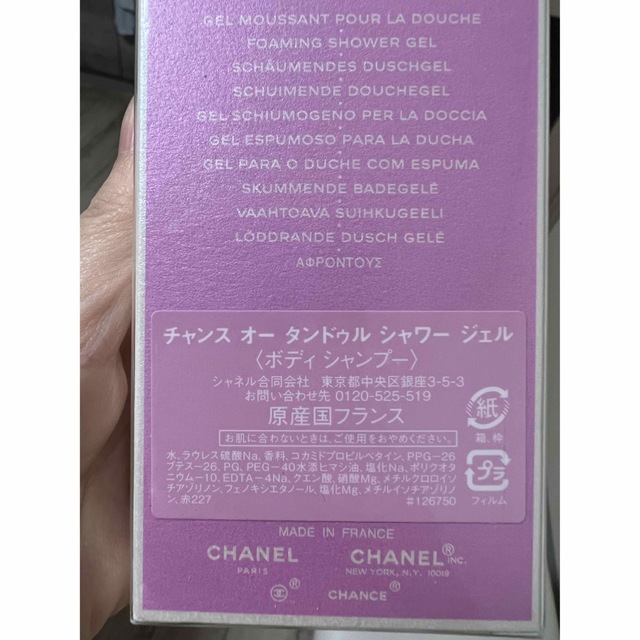 GEL MOUSSANT POUR LA DOUCHE
FOAMING SHOWER GEL
SCHÄUMENDES DUSCHGEL
SCHUIMENDE DOUCHEGEL
GEL SCHIUMOGENO PER LA DOCCIA
GEL ESPUMOSO PARA LA DUCHA
GEL PARA O DUCHE COM ESPUMA
SKUMMENDE BADEGELÉ
VAAHTOAVA SUIHKUGEELI
LÖDDRANDE DUSCH GELÉ
ΑΦΡΟΝΤΟΥΣ
チャンス オー タンドゥル シャワー ジェル
〈ボディ シャンプー〉
シャネル合同会社 東京都中央区銀座3-5-3
お問い合わせ先 0120-525-519
原産国フランス
お肌に合わないときは、ご使用をおやめください。
水、ラウレス硫酸Na、香料、コカミドプロピルベタイン、PPG-26
ブテス-26、PG、PEG-40水添ヒマシ油、塩化Na、ポリクオタ
ニウム-10、EDTA-4Na、クエン酸、硝酸Mg、メチルクロロイソ
チアゾリノン、フェノキシエタノール、塩化Mg、メチルイソチアゾリノ
ン、赤227 #126750
紙
箱、枠
プラ
フィルム
MADE IN FRANCE
CHANEL CHANEL® INC.
PARIS NEW YORK, N.Y. 10019
® CHANCE®